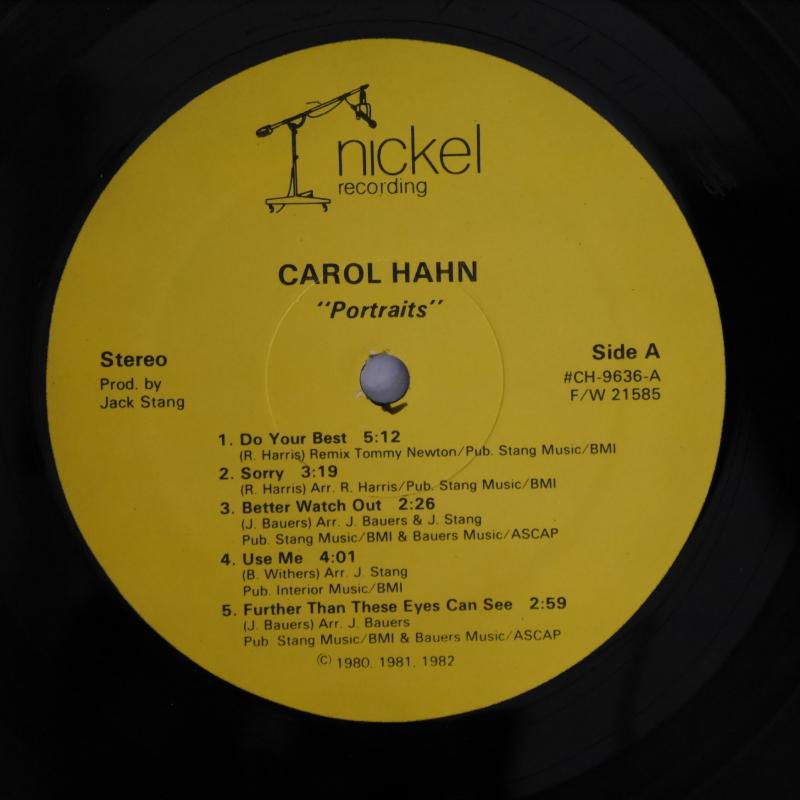 nickel
recording
CAROL HAHN
"Portraits"
Stereo
Prod. by
Jack Stang
Side A
#CH-9636-A
F/W 21585
1. Do Your Best 5:12
(R. Harris) Remix Tommy Newton/Pub. Stang Music/BMI
2. Sorry 3:19
(R. Harris) Arr. R. Harris/Pub. Stang Music/BMI
3. Better Watch Out 2:26
(J. Bauers) Arr. J. Bauers & J. Stang
Pub. Stang Music/BMI & Bauers Music/ASCAP
4. Use Me 4:01
(B. Withers) Arr. J. Stang
Pub. Interior Music/BMI
5. Further Than These Eyes Can See 2:59
(J. Bauers) Arr. J. Bauers
Pub. Stang Music/BMI & Bauers Music/ASCAP
© 1980, 1981, 1982